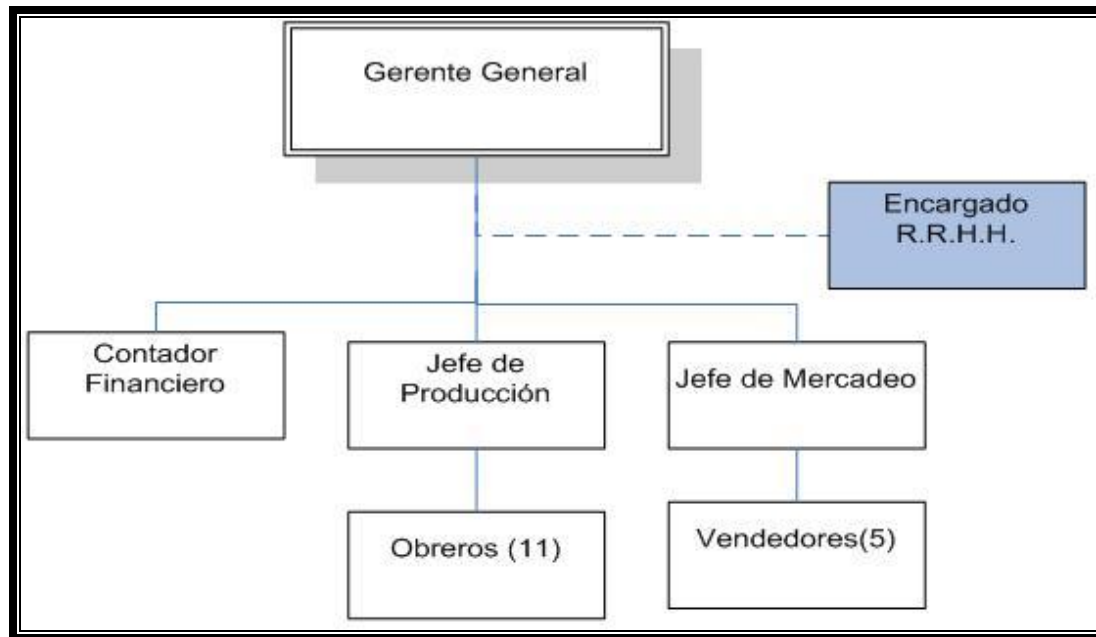 Gerente General
Encargado
R.R.H.H.
Contador
Financiero
Jefe de
Producción
Jefe de Mercadeo
Obreros (11)
Vendedores(5)